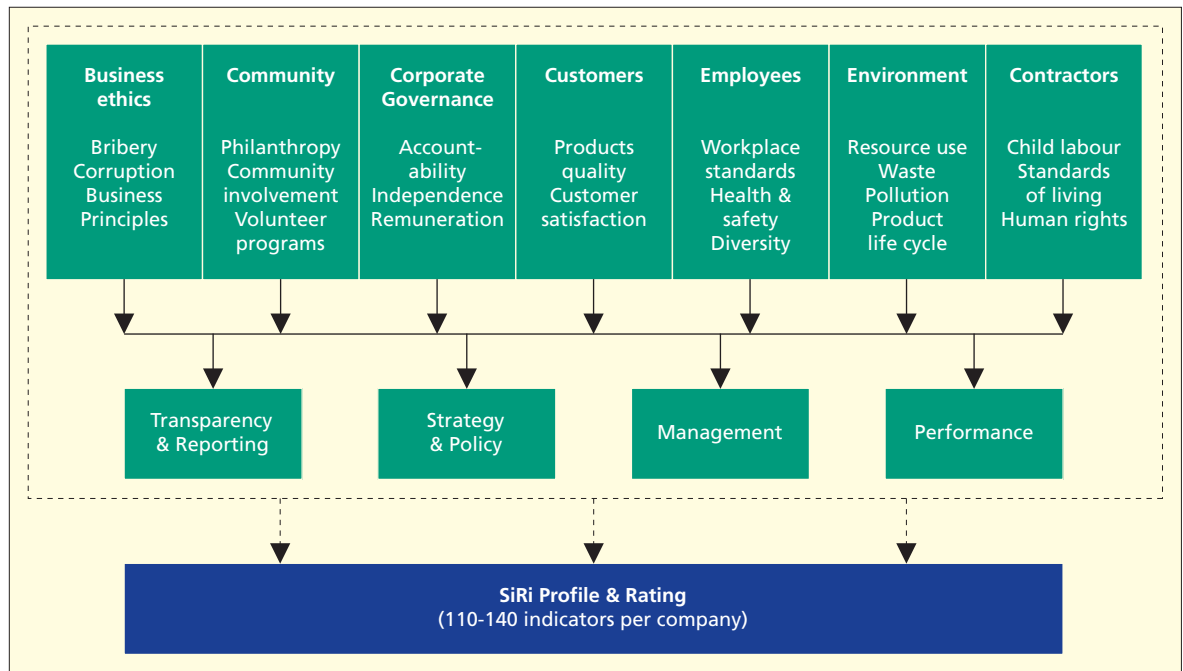 Business
ethics
Bribery
Corruption
Business
Principles
Community
Philanthropy
Community
involvement
Volunteer
programs
Corporate
Governance
Account-
ability
Independence
Remuneration
Customers
Products
quality
Customer
satisfaction
Employees
Workplace
standards
Health &
safety
Diversity
Environment
Resource use
Waste
Pollution
Product
life cycle
Contractors
Child labour
Standards
of living
Human rights
Transparency
& Reporting
Strategy
& Policy
Management
Performance
SiRi Profile & Rating
(110-140 indicators per company)